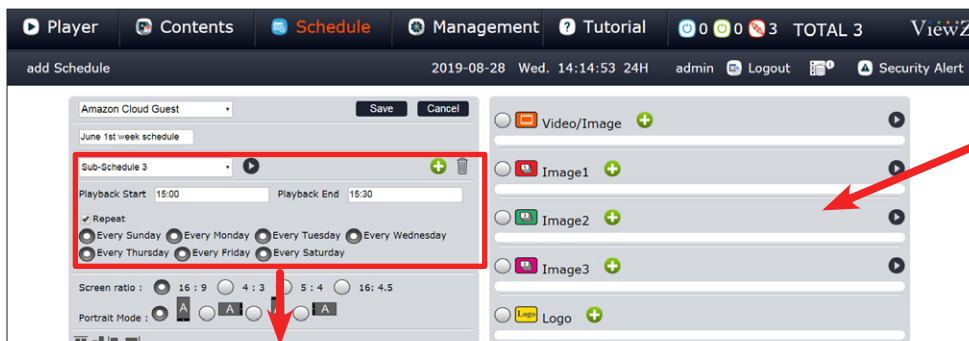 Player Contents Schedule Management ? Tutorial 0 0 3 TOTAL 3
add Schedule 2019-08-28 Wed. 14:14:53 24H admin Logout 0 Security Alert
Amazon Cloud Guest Save Cancel
June 1st week schedule
Sub-Schedule 3
Playback Start 15:00 Playback End 15:30
Repeat
Every Sunday Every Monday Every Tuesday Every Wednesday
Every Thursday Every Friday Every Saturday
Screen ratio : 16 : 9 4 : 3 5 : 4 16: 4.5
Portrait Mode : A A A
Video/Image
Image1
Image2
Image3
Logo Logo